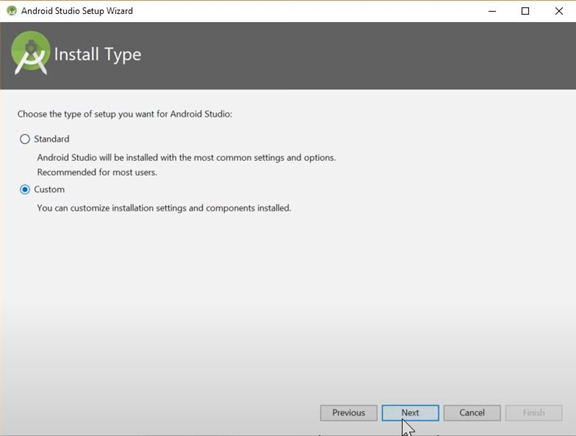 Android Studio Setup Wizard
Install Type
Choose the type of setup you want for Android Studio:
Standard
Android Studio will be installed with the most common settings and options.
Recommended for most users.
Custom
You can customize installation settings and components installed.
Previous Next Cancel Finish